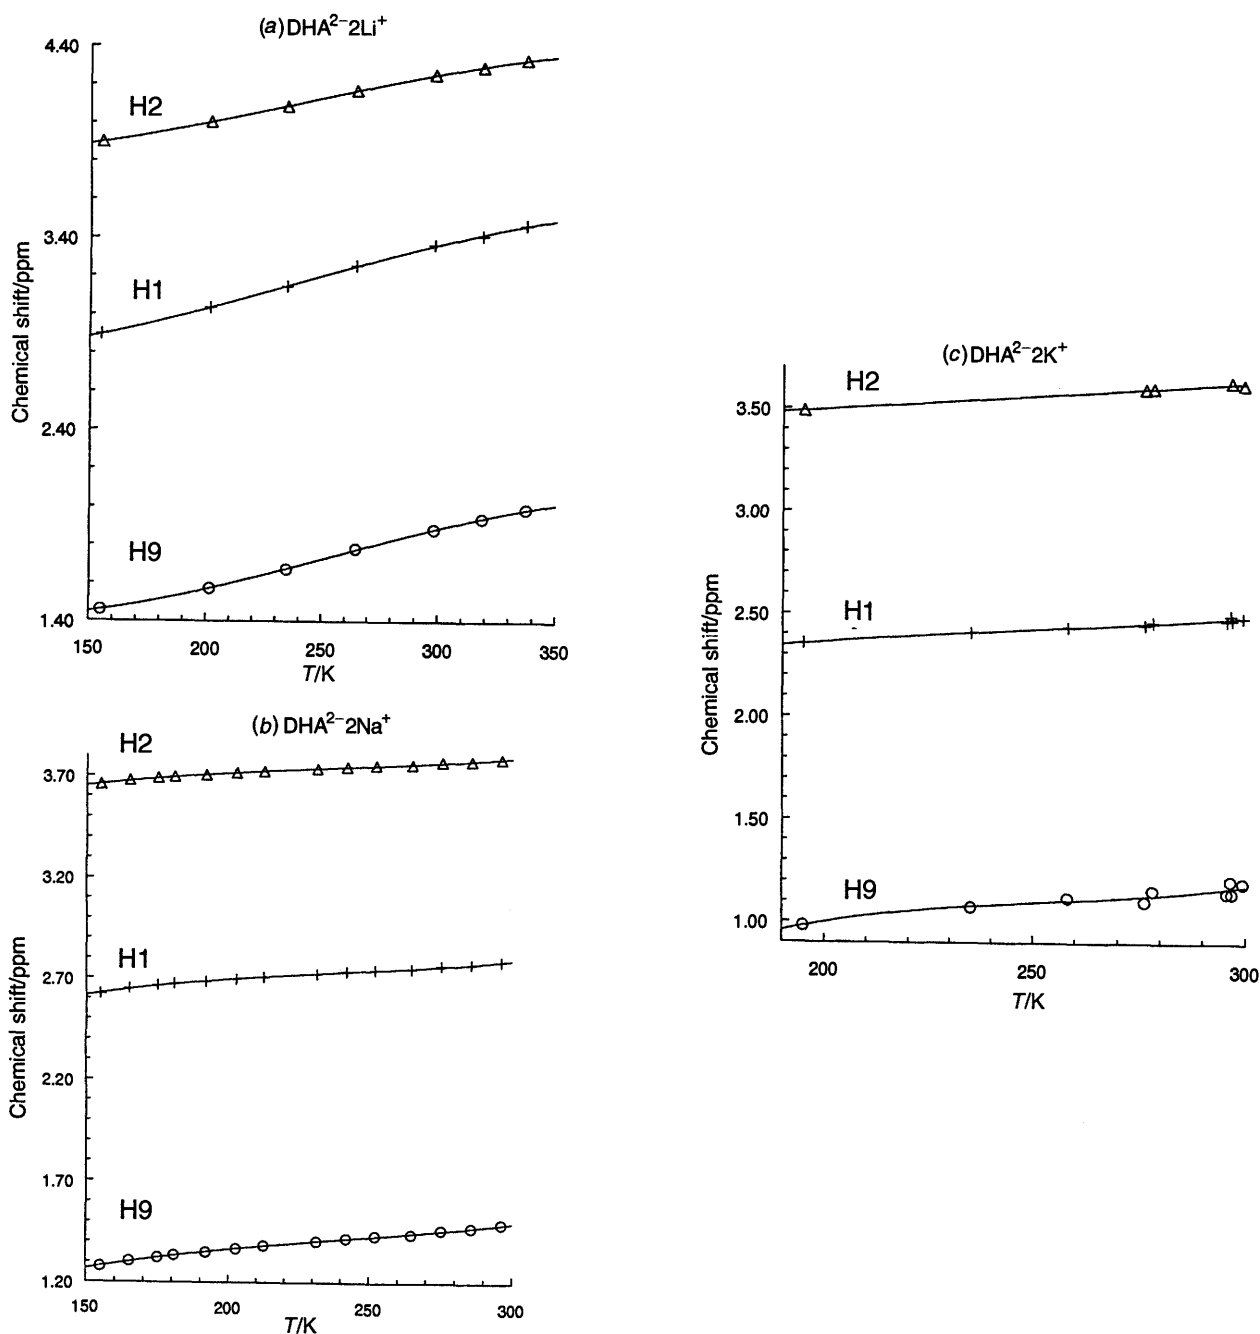 (a) DHA²⁻2Li⁺
4.40
H2
3.40
H1
Chemical shift/ppm
2.40
H9
1.40
150 200 250 300 350
T/K
(b) DHA²⁻2Na⁺
H2
3.70
3.20
H1
2.70
Chemical shift/ppm
2.20
1.70
H9
1.20
150 200 250 300
T/K
(c) DHA²⁻2K⁺
H2
3.50
3.00
H1
2.50
Chemical shift/ppm
2.00
1.50
H9
1.00
200 250 300
T/K